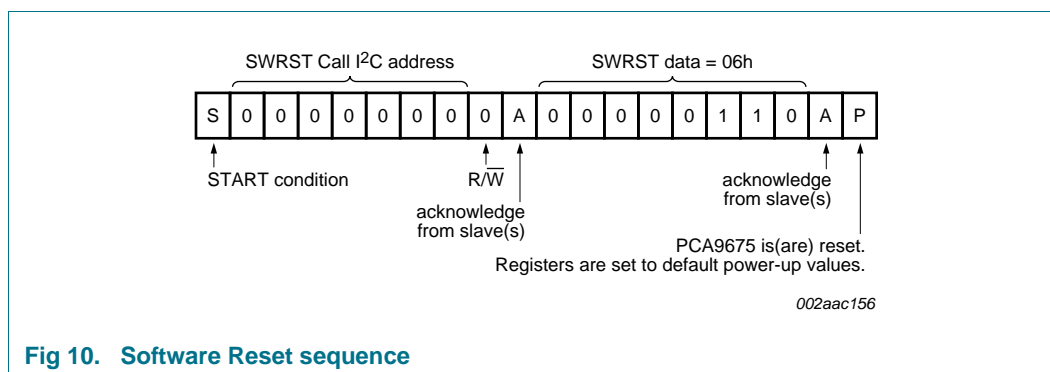 SWRST Call I2C address SWRST data = 06h
S 0 0 0 0 0 0 0 0 A 0 0 0 0 0 1 1 0 A P
START condition R/W acknowledge
from slave(s)
acknowledge
from slave(s)
PCA9675 is(are) reset.
Registers are set to default power-up values.
002aac156
Fig 10. Software Reset sequence